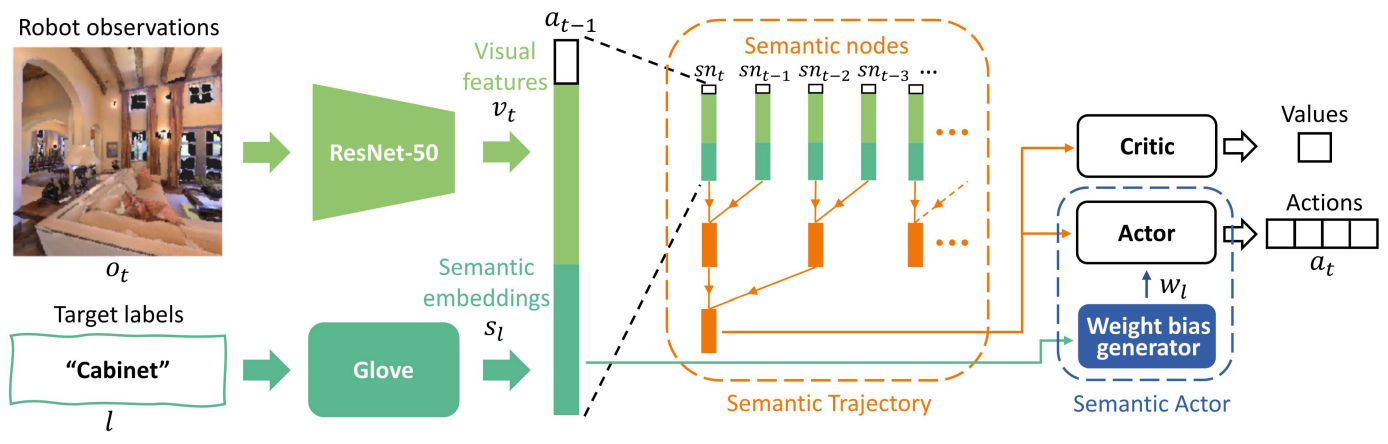 Robot observations
o_t
Target labels
“Cabinet”
l
ResNet-50
Glove
Visual
features
v_t
Semantic
embeddings
s_l
a_{t−1}
Semantic nodes
sn_t sn_{t−1} sn_{t−2} sn_{t−3} ...
Semantic Trajectory
Critic
Values
Actor
Actions
a_t
w_l
Weight bias
generator
Semantic Actor